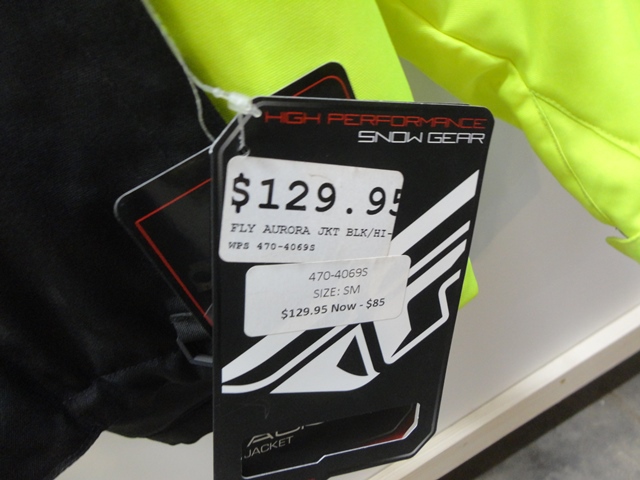 HIGH PERFORMANCE
SNOW GEAR
$129.95
FLY AURORA JKT BLK/HI-
WPS 470-4069S
470-4069S
SIZE: SM
$129.95 Now - $85
JACKET